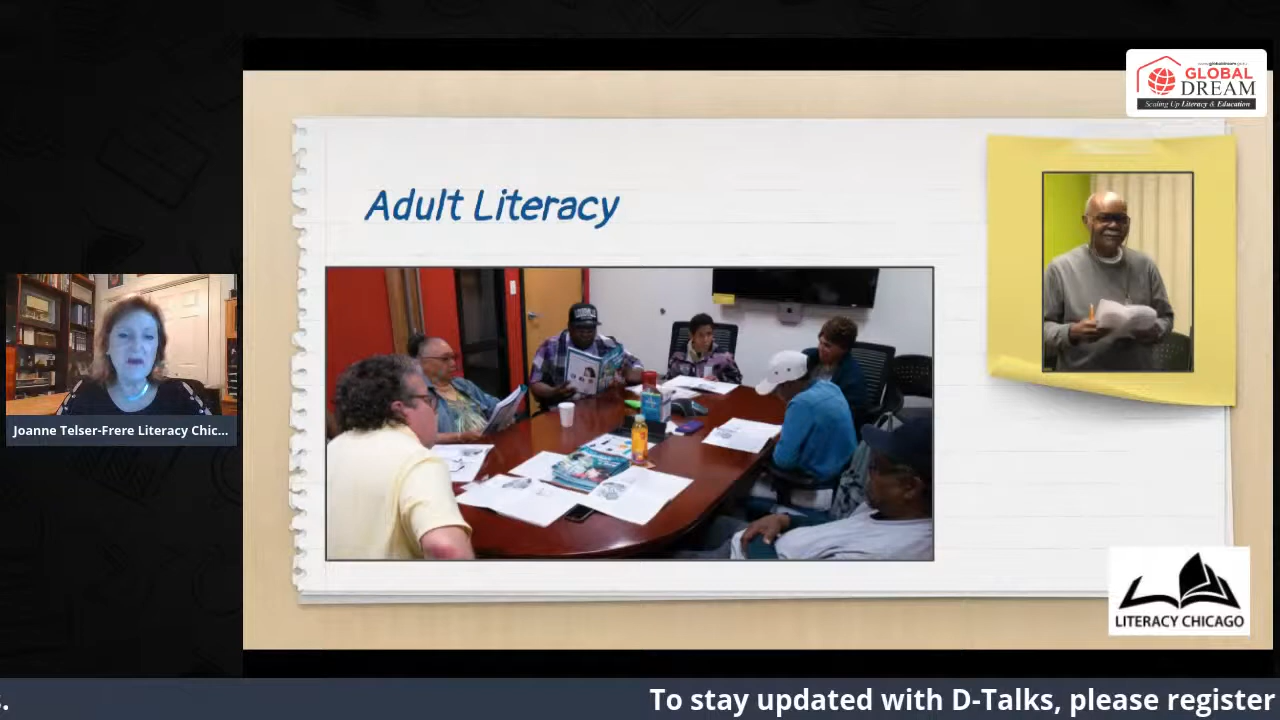 GLOBAL
DREAM
Scaling Up Literacy & Education
Adult Literacy
Joanne Telser-Frere Literacy Chic...
LITERACY CHICAGO
s.
To stay updated with D-Talks, please register